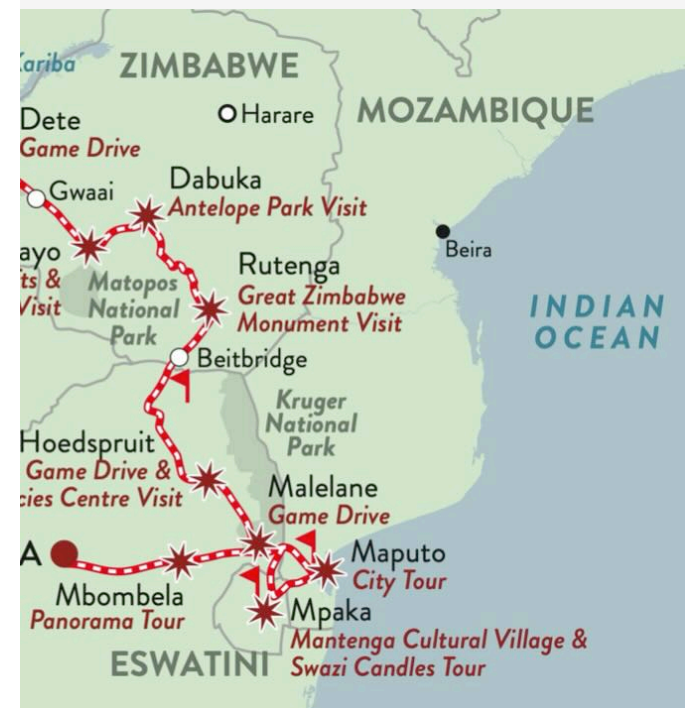 ariba
ZIMBABWE
Harare
MOZAMBIQUE
Dete
Game Drive
Gwaai
Dabuka
Antelope Park Visit
ayo
ts &
Visit
Matopos
National
Park
Rutenga
Great Zimbabwe
Monument Visit
Beira
INDIAN
OCEAN
Beitbridge
Kruger
National
Park
Hoedspruit
Game Drive &
cies Centre Visit
Malelane
Game Drive
A
Mbombela
Panorama Tour
Maputo
City Tour
Mpaka
Mantenga Cultural Village &
Swazi Candles Tour
ESWATINI